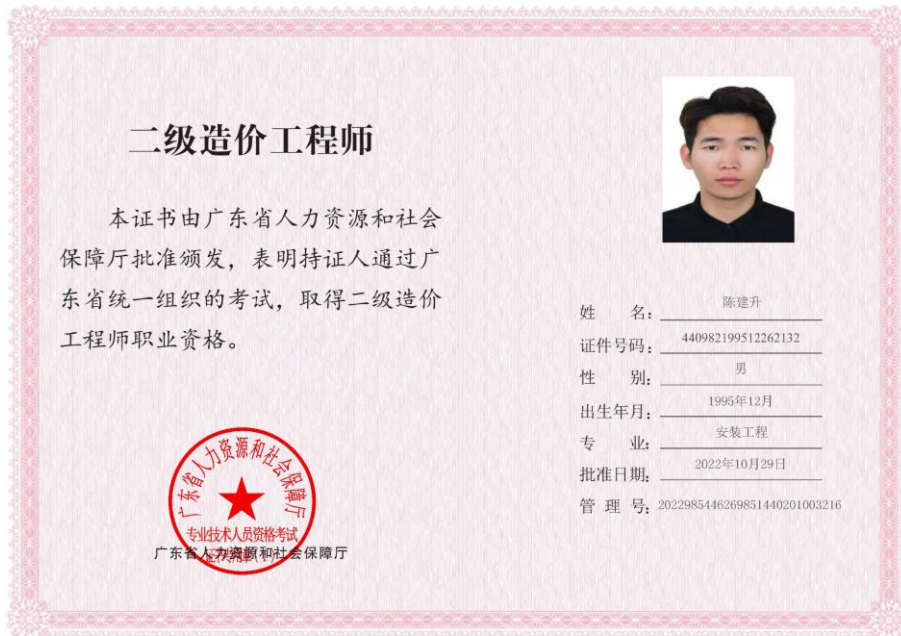 二级造价工程师
本证书由广东省人力资源和社会
保障厅批准颁发，表明持证人通过广
东省统一组织的考试，取得二级造价
工程师职业资格。
姓 名： 陈建升
证件号码： 440982199512262132
性 别： 男
出生年月： 1995年12月
专 业： 安装工程
批准日期： 2022年10月29日
管 理 号： 2022985446269851440201003216
广东省人力资源和社会保障厅
专业技术人员资格考试
广东省人力资源和社会保障厅